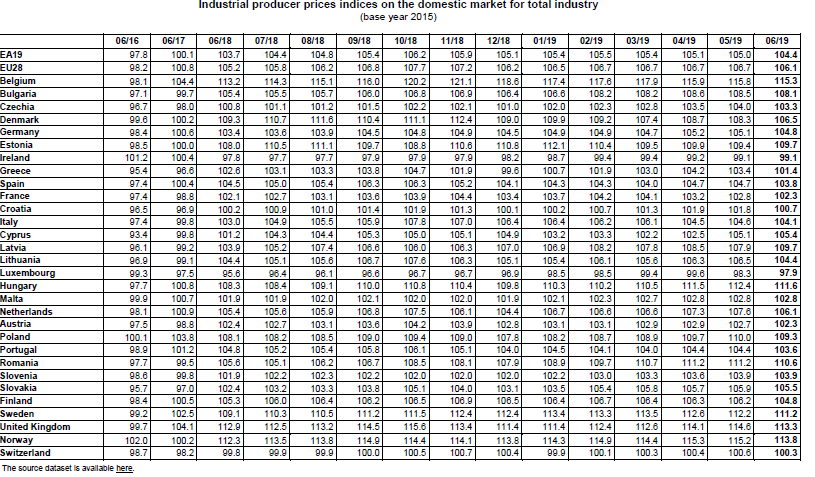 Industrial producer prices indices on the domestic market for total industry
(base year 2015)
06/16 06/17 06/18 07/18 08/18 09/18 10/18 11/18 12/18 01/19 02/19 03/19 04/19 05/19 06/19
EA19 97.8 100.1 103.7 104.4 104.8 105.4 106.2 105.9 105.1 105.4 105.5 105.4 105.1 105.0 104.4
EU28 98.2 100.8 105.2 105.8 106.2 106.8 107.7 107.2 106.2 106.5 106.7 106.7 106.7 106.7 106.1
Belgium 98.1 104.4 113.2 114.3 115.1 116.0 120.2 121.1 118.6 117.4 117.6 117.9 115.9 115.8 115.3
Bulgaria 97.1 99.7 105.4 105.5 105.7 106.0 106.8 106.9 106.4 106.6 108.2 108.2 108.6 108.5 108.1
Czechia 96.7 98.0 100.8 101.1 101.2 101.5 102.2 102.1 101.0 102.0 102.3 102.8 103.5 104.0 103.3
Denmark 99.6 100.2 109.3 110.7 111.6 110.4 111.1 112.4 109.0 109.9 109.2 107.4 108.7 108.3 106.5
Germany 98.4 100.6 103.4 103.6 103.9 104.5 104.8 104.9 104.5 104.9 104.9 104.7 105.2 105.1 104.8
Estonia 98.5 100.0 108.0 110.5 111.1 109.7 108.8 110.6 110.8 112.1 110.4 109.5 109.9 109.4 109.7
Ireland 101.2 100.4 97.8 97.7 97.7 97.9 97.9 97.9 98.2 98.7 99.4 99.4 99.2 99.1 99.1
Greece 95.4 96.6 102.6 103.1 103.3 103.8 104.7 101.9 99.6 100.7 101.9 103.0 104.2 103.4 101.4
Spain 97.4 100.4 104.5 105.0 105.4 106.3 106.3 105.2 104.1 104.3 104.3 104.0 104.7 104.7 103.8
France 97.4 98.8 102.1 102.7 103.1 103.6 103.9 104.4 103.4 103.7 104.2 104.1 103.2 102.8 102.3
Croatia 96.5 96.9 100.2 100.9 101.0 101.4 101.9 101.3 100.1 100.2 100.7 101.3 101.9 101.8 100.7
Italy 97.4 99.8 103.0 104.9 105.5 105.9 107.8 107.0 106.4 106.4 106.2 106.1 104.5 104.6 104.1
Cyprus 93.4 99.8 101.2 104.3 104.4 105.3 105.0 105.1 104.9 103.2 103.3 102.2 102.5 105.1 105.4
Latvia 96.1 99.2 103.9 105.2 107.4 106.6 106.0 106.3 107.0 106.9 108.2 107.8 108.5 107.9 109.7
Lithuania 96.9 99.1 104.4 105.1 105.6 106.7 107.6 106.3 105.1 105.4 106.1 105.6 106.3 106.5 104.4
Luxembourg 99.3 97.5 95.6 96.4 96.1 96.6 96.7 96.7 96.9 98.5 98.5 99.4 99.6 98.3 97.9
Hungary 97.7 100.8 108.3 108.4 109.1 110.0 110.8 110.4 109.8 110.3 110.2 110.5 111.5 112.4 111.6
Malta 99.9 100.7 101.9 101.9 102.0 102.1 102.0 102.0 101.9 102.1 102.3 102.7 102.8 102.8 102.8
Netherlands 98.1 100.9 105.4 105.6 105.9 106.8 107.5 106.1 104.4 106.7 106.6 106.6 107.3 107.6 106.1
Austria 97.5 98.8 102.4 102.7 103.1 103.6 104.2 103.9 102.8 103.1 103.1 102.9 102.9 102.7 102.3
Poland 100.1 103.8 108.1 108.2 108.5 109.0 109.4 109.0 107.8 108.2 108.7 108.9 109.7 110.0 109.3
Portugal 98.9 101.2 104.8 105.2 105.4 105.8 106.1 105.1 104.0 104.5 104.1 104.0 104.4 104.4 103.6
Romania 97.7 99.5 105.6 105.1 106.2 106.7 108.5 108.1 107.9 108.9 109.7 110.7 111.2 111.2 110.6
Slovenia 98.6 99.8 101.9 102.2 102.3 102.2 102.0 102.0 102.0 102.2 103.0 103.3 103.6 103.9 103.9
Slovakia 95.7 97.0 102.4 103.2 103.3 103.8 105.1 104.0 103.1 103.5 105.4 105.8 105.7 105.9 105.5
Finland 98.4 100.5 105.3 106.0 106.4 106.2 106.5 106.9 106.5 106.4 106.7 106.4 106.3 106.2 104.8
Sweden 99.2 102.5 109.1 110.3 110.5 111.2 111.5 112.4 112.4 113.4 113.3 113.5 112.6 112.2 111.2
United Kingdom 99.7 104.1 112.9 112.5 113.2 114.5 115.6 113.4 111.4 111.4 112.4 112.6 114.1 114.6 113.3
Norway 102.0 100.2 112.3 113.5 113.8 114.9 114.4 114.1 113.8 114.3 114.9 114.4 115.3 115.2 113.8
Switzerland 98.7 98.2 99.8 99.9 99.9 100.0 100.5 100.7 100.4 99.9 100.1 100.3 100.4 100.6 100.3
The source dataset is available here.